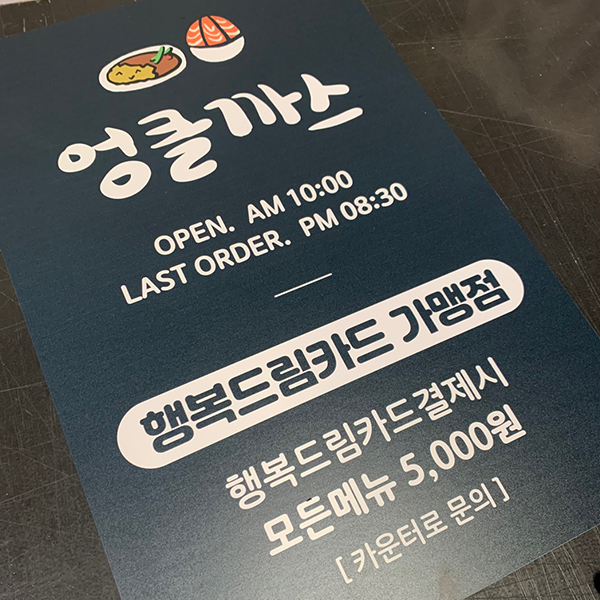 엉클까스
OPEN. AM 10:00
LAST ORDER. PM 08:30
행복드림카드 가맹점
행복드림카드결제시
모든메뉴 5,000원
[ 카운터로 문의 ]